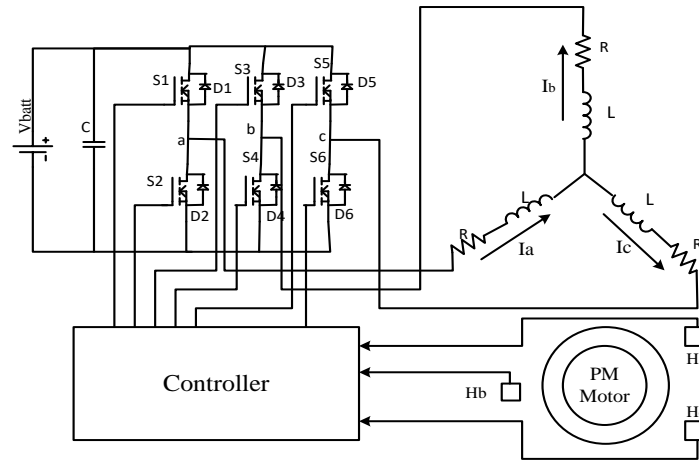 S1
S3
S5
D1
D3
D5
R
Ib
L
Vbatt
+
-
C
a
b
c
S2
S4
S6
D2
D4
D6
L
R
Ia
L
R
Ic
Controller
Hb
PM
Motor
H
H